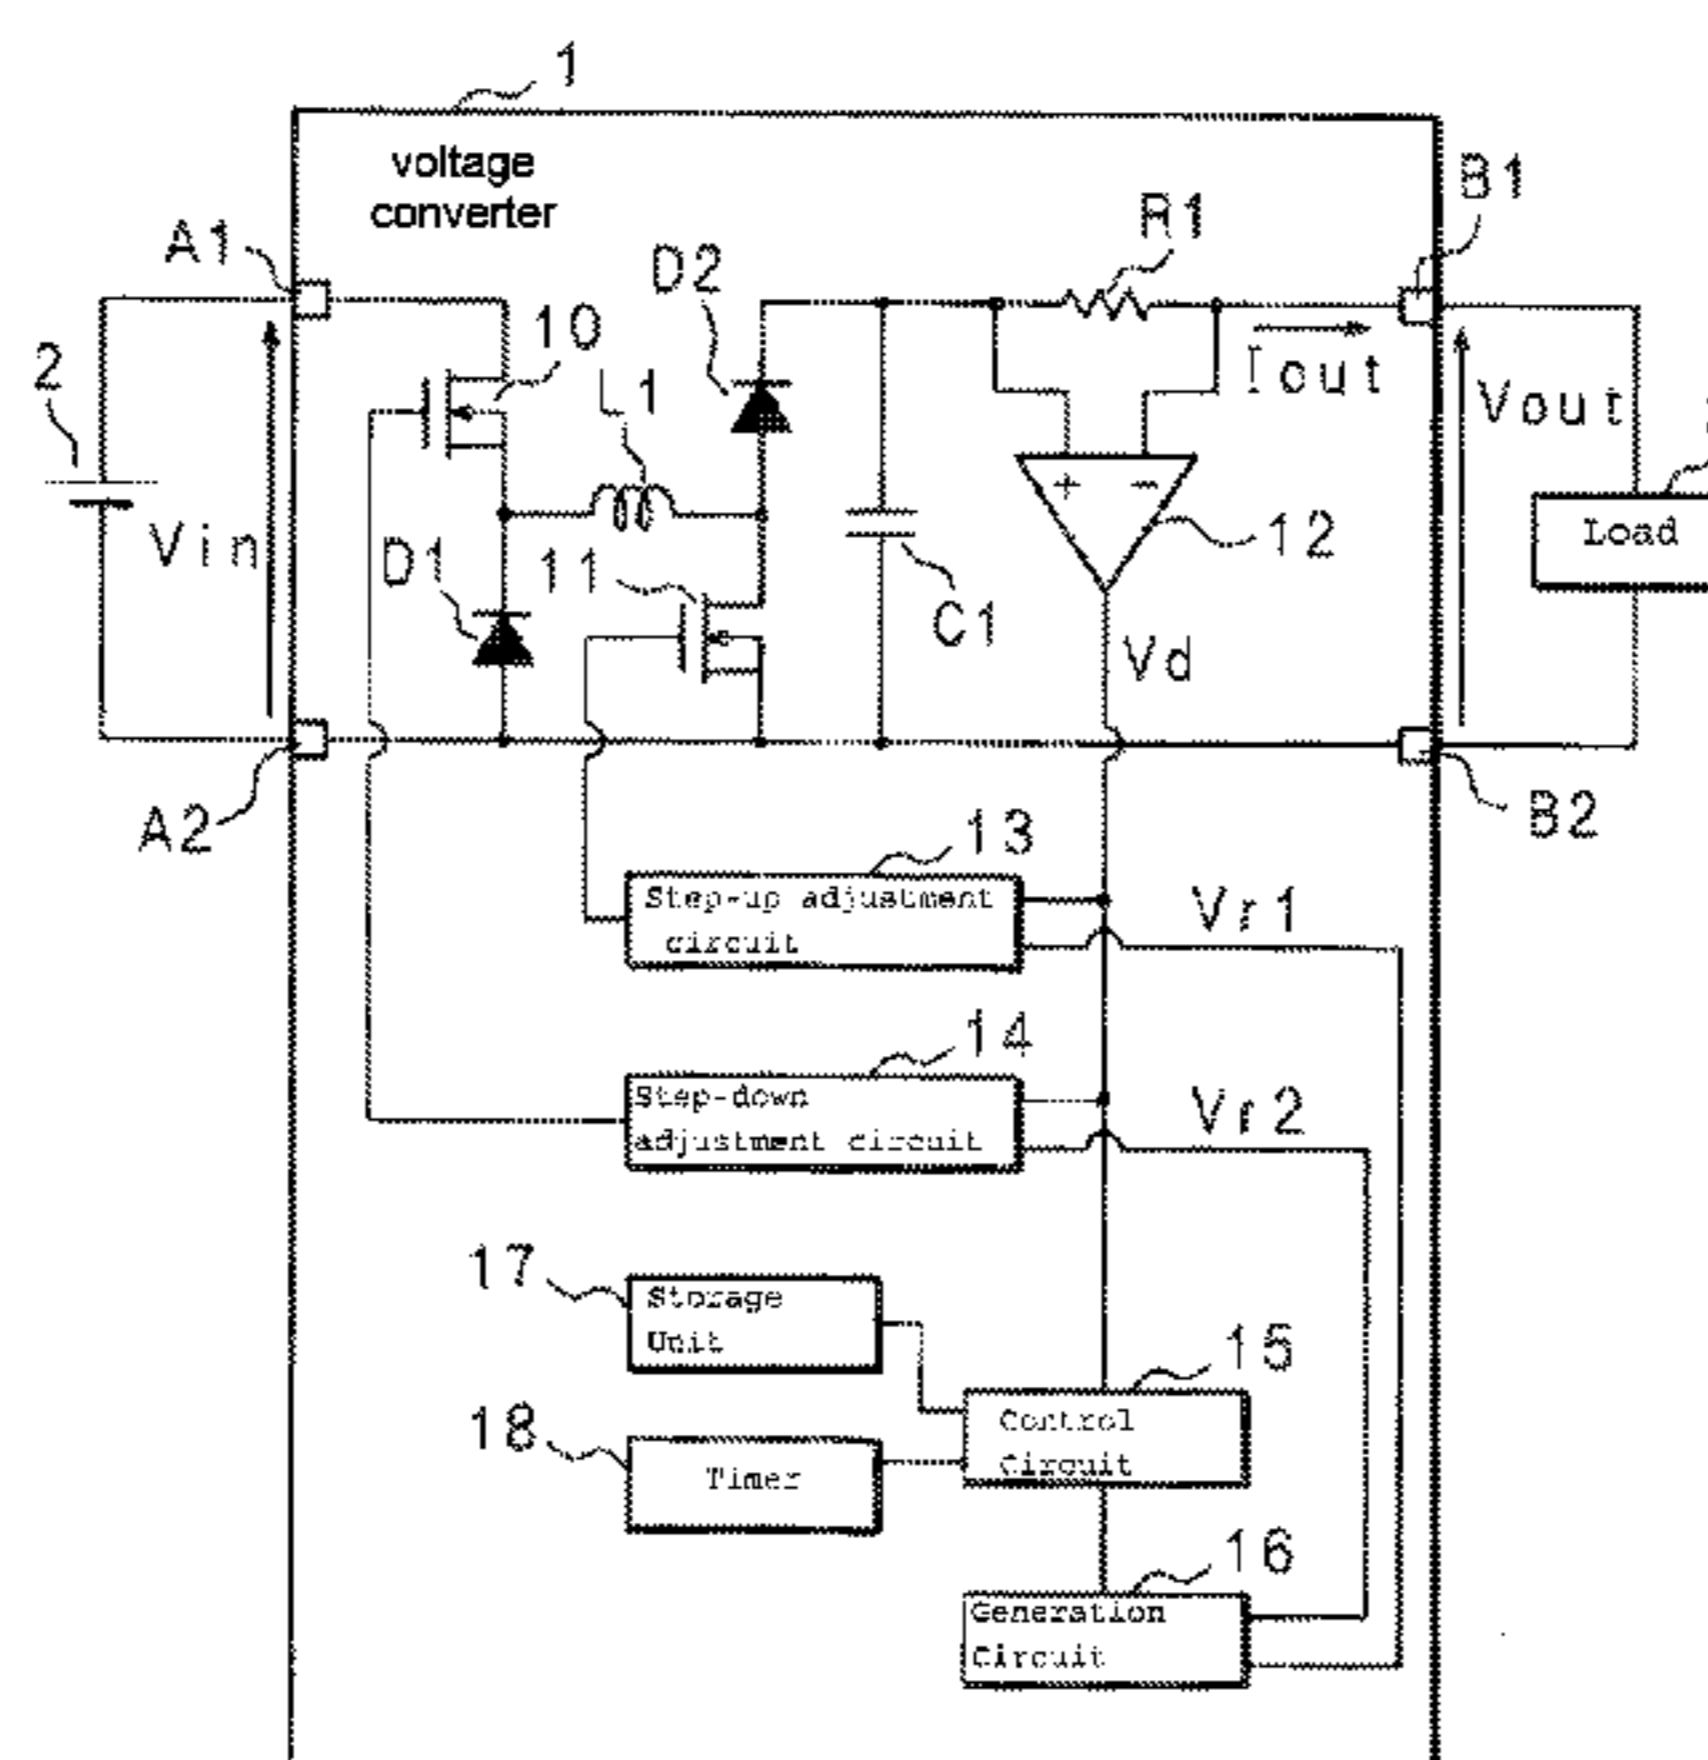 1
voltage
converter
A1
B1
R1
D2
10
L1
2
Iout
Vout
Vin
D1
11
12
Load
C1
Vd
A2
B2
13
Step-up adjustment
circuit
Vr1
14
Step-down
adjustment circuit
Vr2
17
Storage
Unit
15
Control
Circuit
18
Timer
16
Generation
Circuit
+
−